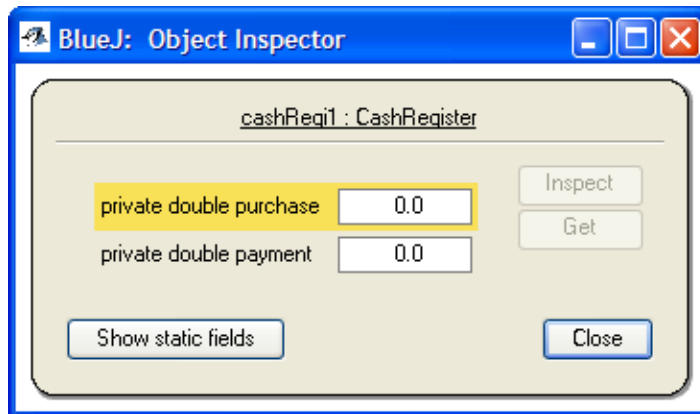 BlueJ: Object Inspector
cashRegi1 : CashRegister
private double purchase 0.0
Inspect
Get
private double payment 0.0
Show static fields
Close